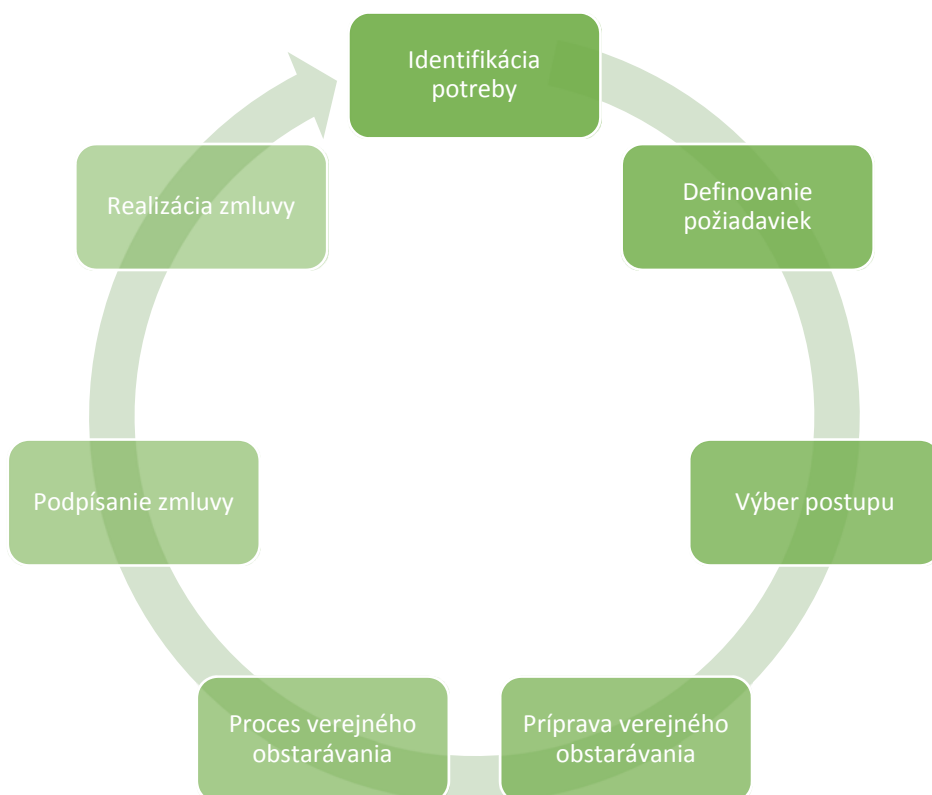 Identifikácia
potreby
Definovanie
požiadaviek
Výber postupu
Príprava verejného
obstarávania
Proces verejného
obstarávania
Podpísanie zmluvy
Realizácia zmluvy